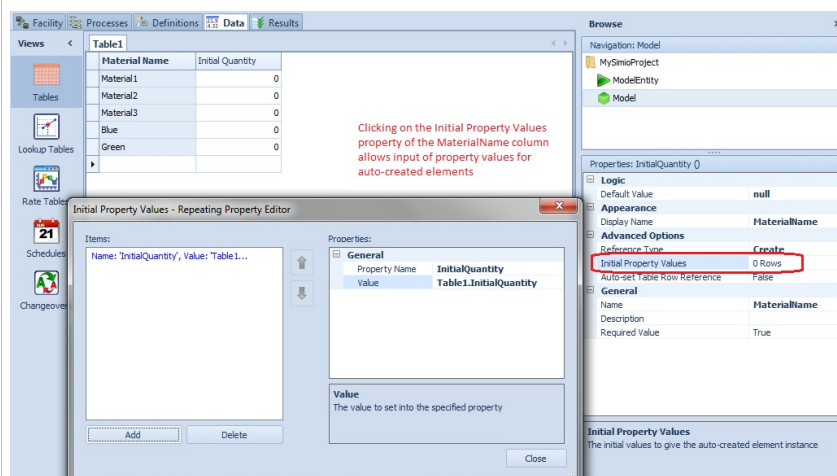 Facility Processes Definitions Data Results
Views <
Tables
Lookup Tables
Rate Tables
Schedules
Changeover
Table1
Material Name Initial Quantity
Material1 0
Material2 0
Material3 0
Blue 0
Green 0
Clicking on the Initial Property Values
property of the MaterialName column
allows input of property values for
auto-created elements
Browse
Navigation: Model
MySimioProject
ModelEntity
Model
Properties: InitialQuantity ()
Logic
Default Value null
Appearance
Display Name MaterialName
Advanced Options
Reference Type Create
Initial Property Values 0 Rows
Auto-set Table Row Reference False
General
Name MaterialName
Description
Required Value True
Initial Property Values
The initial values to give the auto-created element instance
Initial Property Values - Repeating Property Editor
Items:
Name: 'InitialQuantity', Value: 'Table1...
Add Delete
Properties:
General
Property Name InitialQuantity
Value Table1.InitialQuantity
Value
The value to set into the specified property
Close